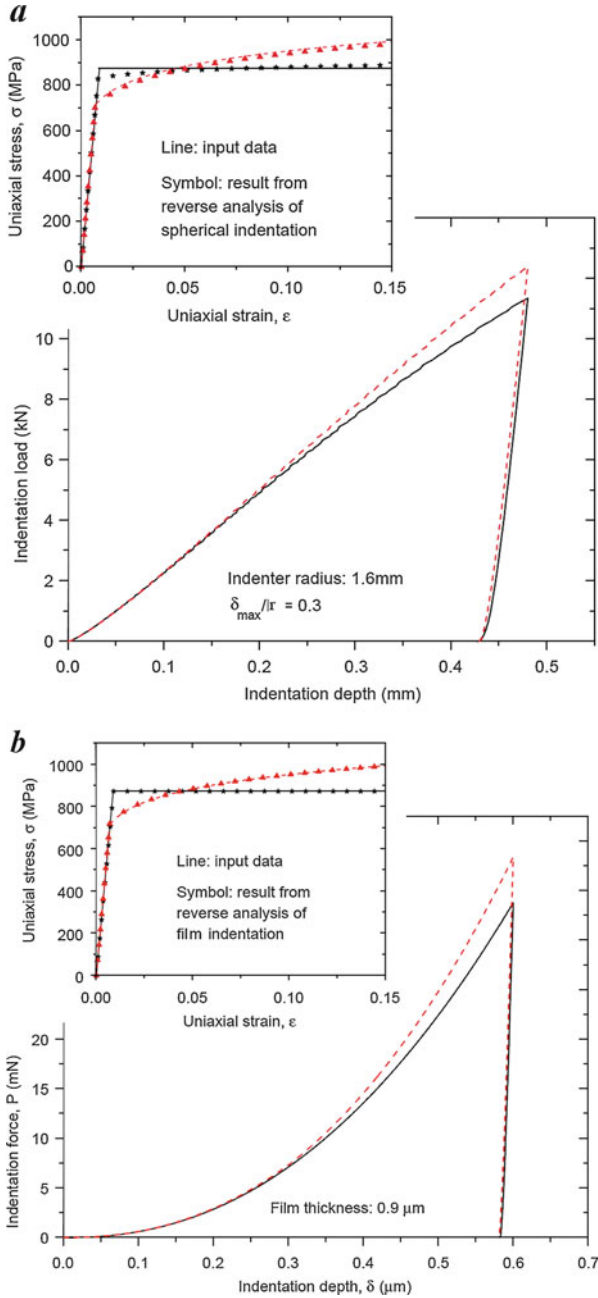 a
1000
800
600
400
200
0
Uniaxial stress, σ (MPa)
Line: input data
Symbol: result from
reverse analysis of
spherical indentation
0.00 0.05 0.10 0.15
Uniaxial strain, ε
10
8
6
4
2
0
Indentation load (kN)
Indenter radius: 1.6mm
δmax/r = 0.3
0.0 0.1 0.2 0.3 0.4 0.5
Indentation depth (mm)
b
1000
800
600
400
200
0
Uniaxial stress, σ (MPa)
Line: input data
Symbol: result from
reverse analysis of
film indentation
0.00 0.05 0.10 0.15
Uniaxial strain, ε
20
15
10
5
0
Indentation force, P (mN)
Film thickness: 0.9 μm
0.0 0.1 0.2 0.3 0.4 0.5 0.6 0.7
Indentation depth, δ (μm)